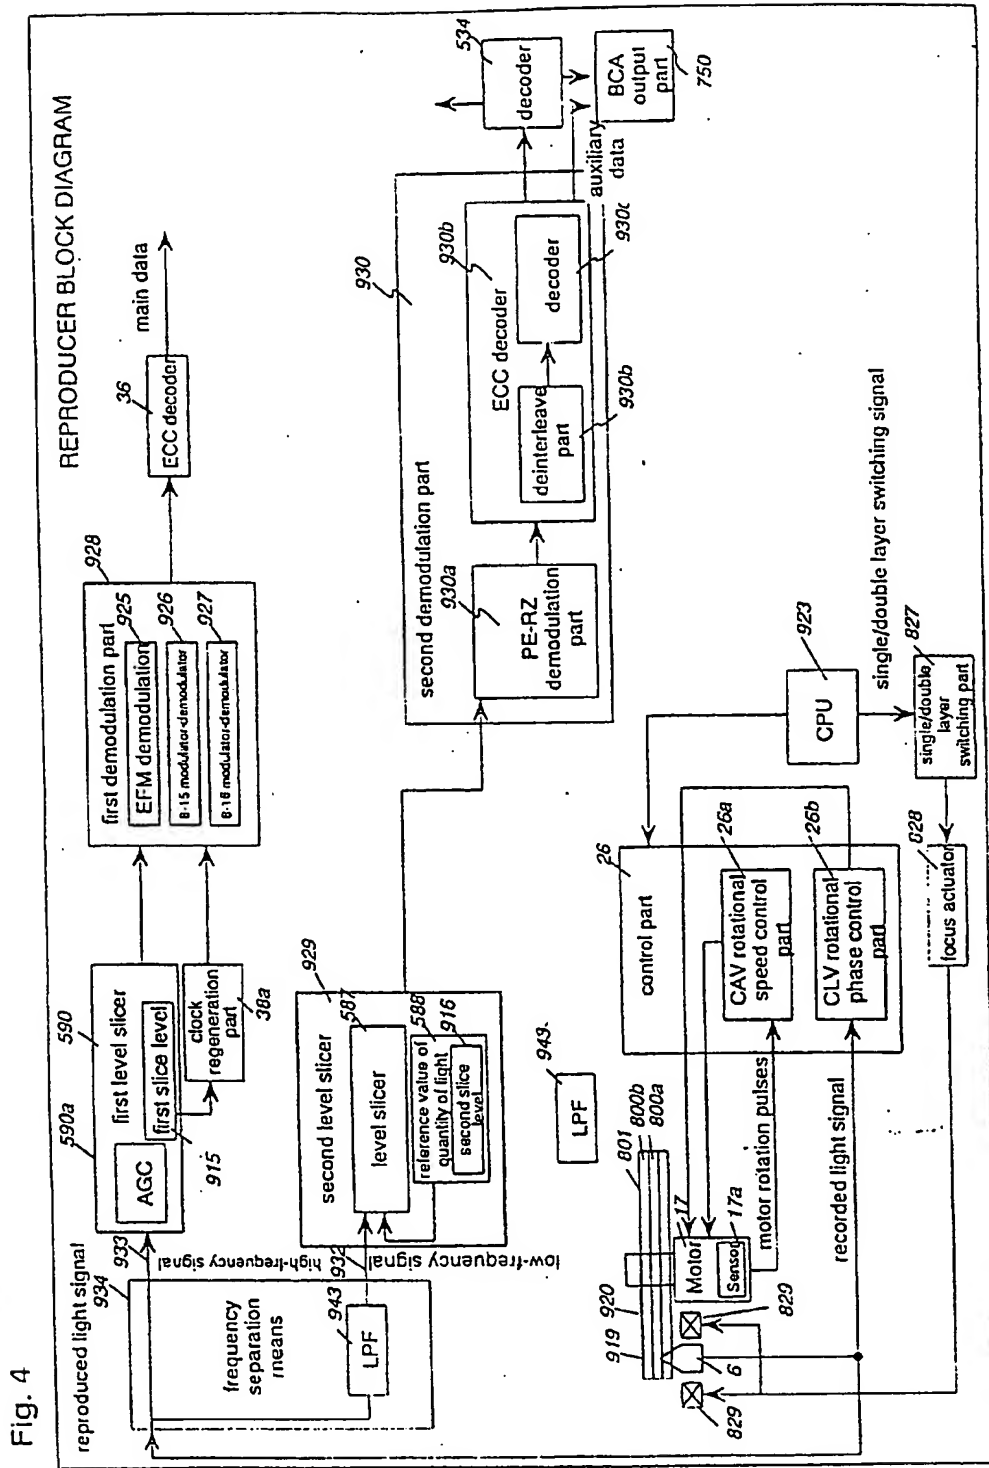 Fig. 4
REPRODUCER BLOCK DIAGRAM
reproduced light signal
934
frequency
separation
means
943
LPF
933
high-frequency signal
932
low-frequency signal
590a
590
first level slicer
AGC
first slice level
915
clock
regeneration
part
38a
928
first demodulation part
925
EFM demodulation
926
8-15 modulator-demodulator
927
8-16 modulator-demodulator
36
ECC decoder
main data
929
second level slicer
587
level slicer
588
reference value of
quantity of light
916
second slice
level
930
second demodulation part
930a
PE-RZ
demodulation
part
930b
ECC decoder
deinterleave
part
930b
decoder
930c
auxiliary
data
534
decoder
BCA
output
part
750
943
LPF
919
920
801
800b
800a
17
Motor
17a
Sensor
829
829
6
motor rotation pulses
recorded light signal
26
control part
26a
CAV rotational
speed control
part
26b
CLV rotational
phase control
part
923
CPU
single/double layer switching signal
827
single/double
layer
switching part
focus actuator